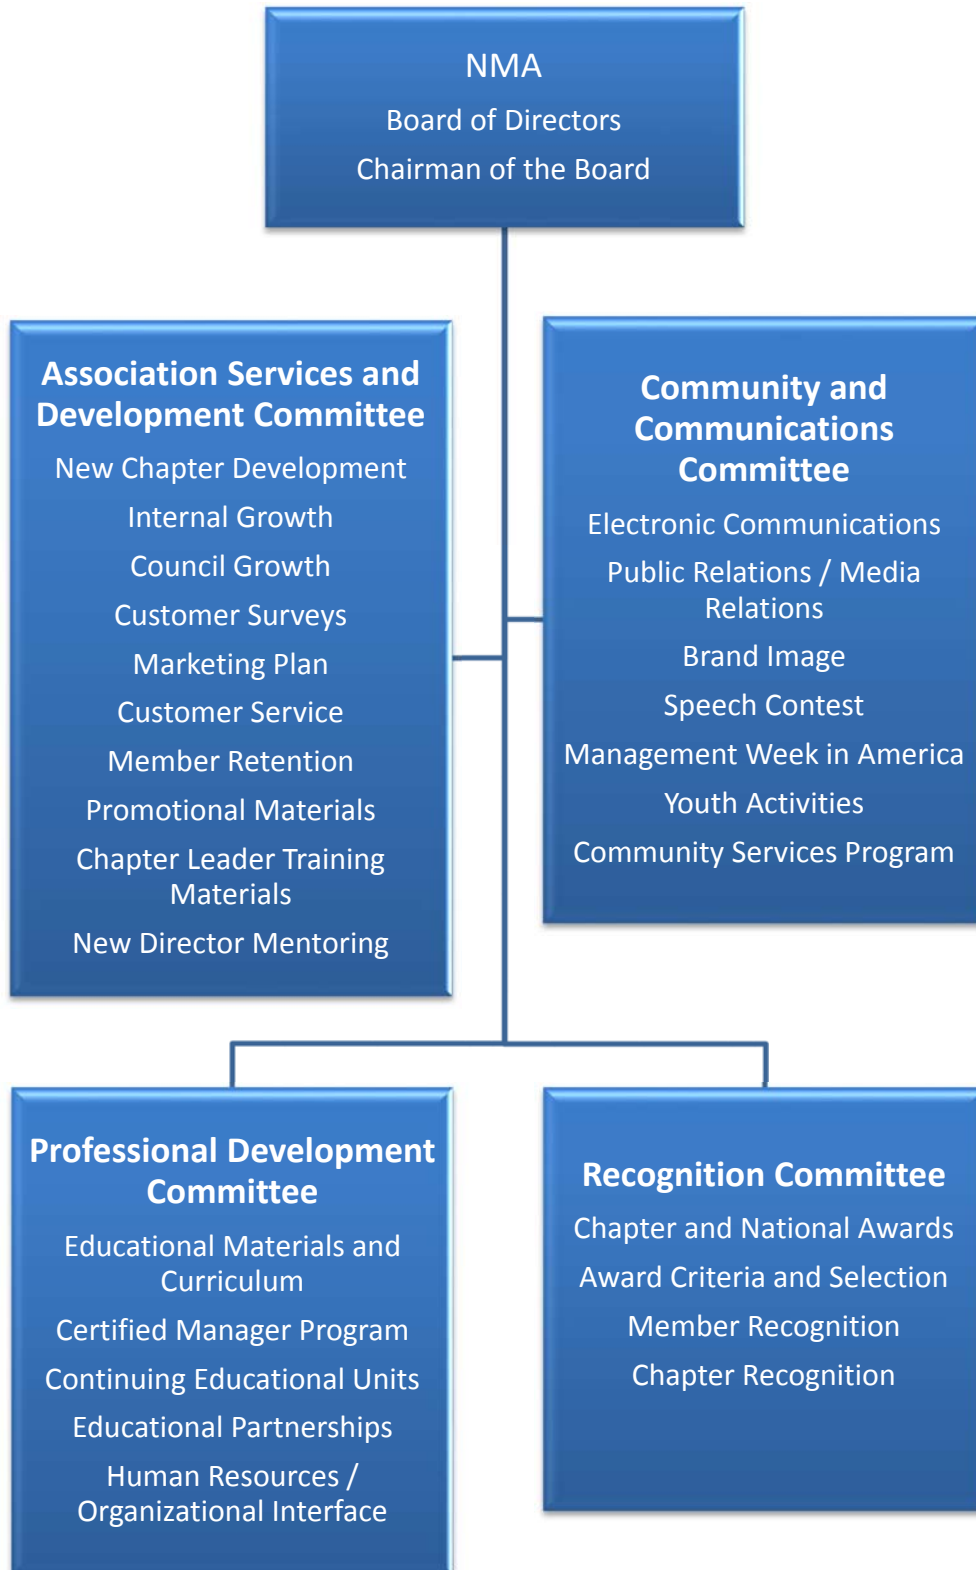 NMA
Board of Directors
Chairman of the Board
Association Services and
Development Committee
New Chapter Development
Internal Growth
Council Growth
Customer Surveys
Marketing Plan
Customer Service
Member Retention
Promotional Materials
Chapter Leader Training
Materials
New Director Mentoring
Community and
Communications
Committee
Electronic Communications
Public Relations / Media
Relations
Brand Image
Speech Contest
Management Week in America
Youth Activities
Community Services Program
Professional Development
Committee
Educational Materials and
Curriculum
Certified Manager Program
Continuing Educational Units
Educational Partnerships
Human Resources /
Organizational Interface
Recognition Committee
Chapter and National Awards
Award Criteria and Selection
Member Recognition
Chapter Recognition